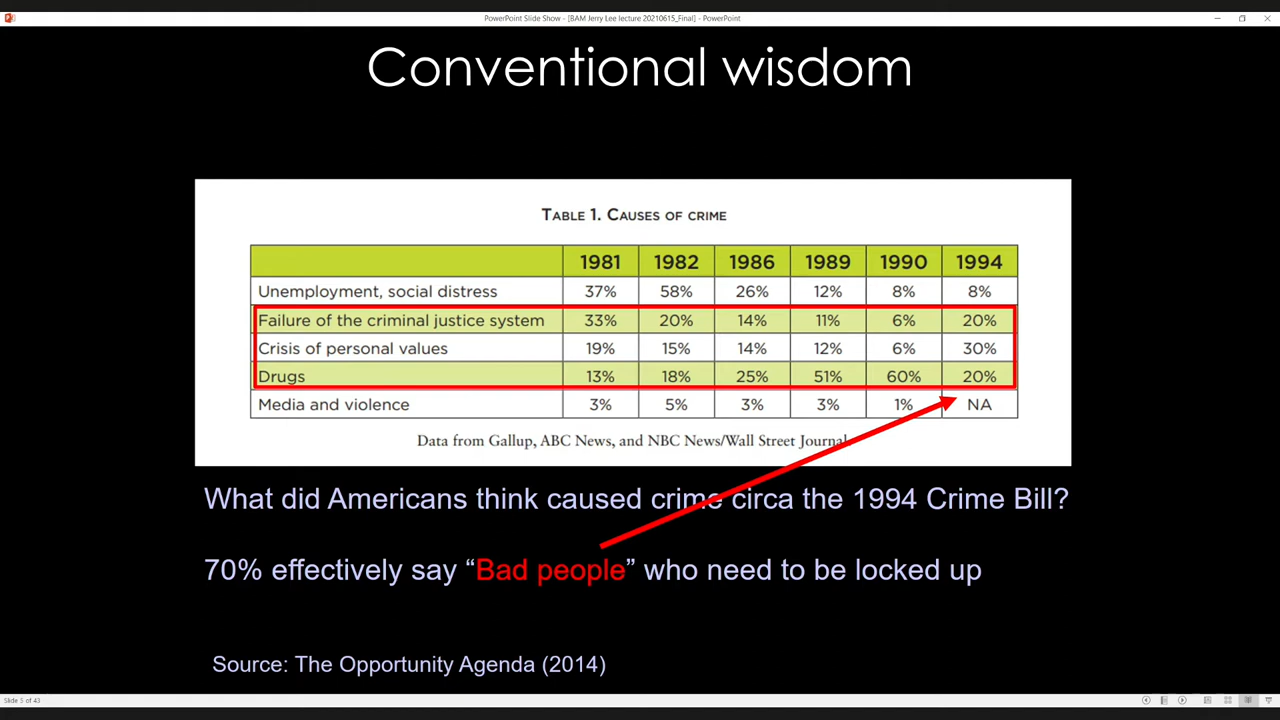 PowerPoint Slide Show - [BAM Jerry Lee lecture 20210615_Final] - PowerPoint
Conventional wisdom
TABLE 1. CAUSES OF CRIME
1981 1982 1986 1989 1990 1994
Unemployment, social distress 37% 58% 26% 12% 8% 8%
Failure of the criminal justice system 33% 20% 14% 11% 6% 20%
Crisis of personal values 19% 15% 14% 12% 6% 30%
Drugs 13% 18% 25% 51% 60% 20%
Media and violence 3% 5% 3% 3% 1% NA
Data from Gallup, ABC News, and NBC News/Wall Street Journal.
What did Americans think caused crime circa the 1994 Crime Bill?
70% effectively say “Bad people” who need to be locked up
Source: The Opportunity Agenda (2014)
Slide 5 of 43